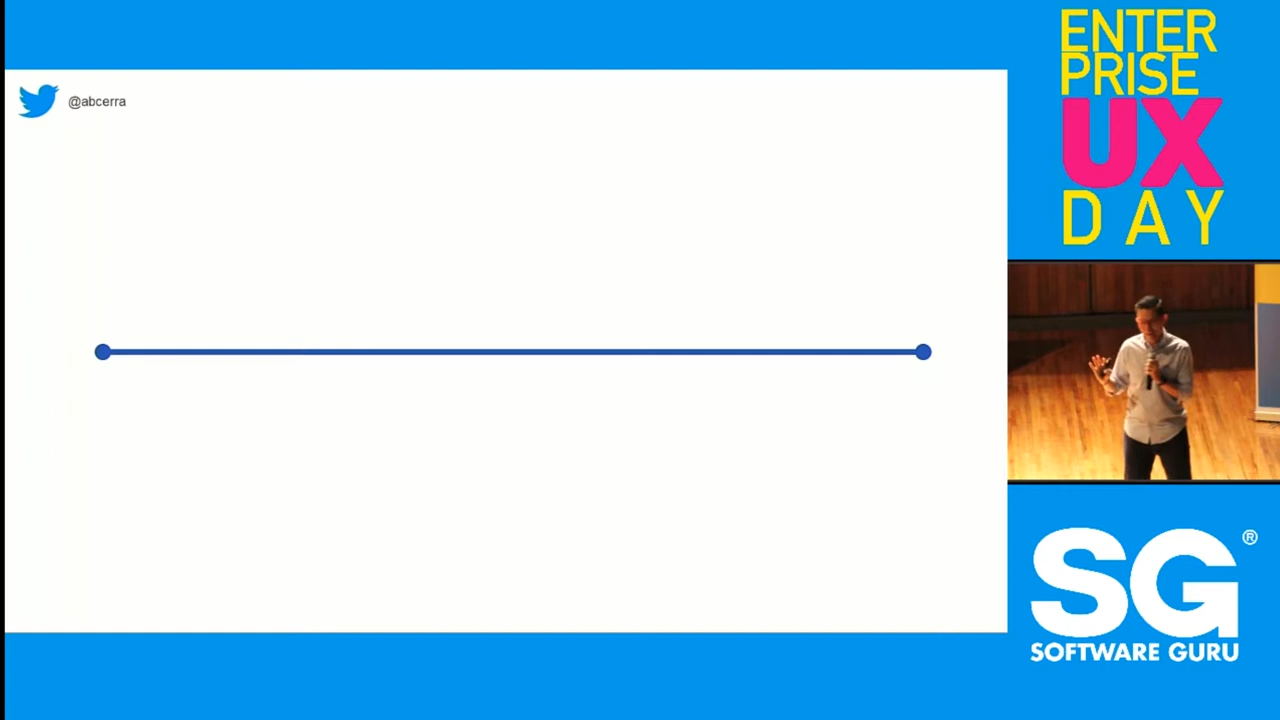 @abcerra
ENTER
PRISE
UX
DAY
SG®
SOFTWARE GURU